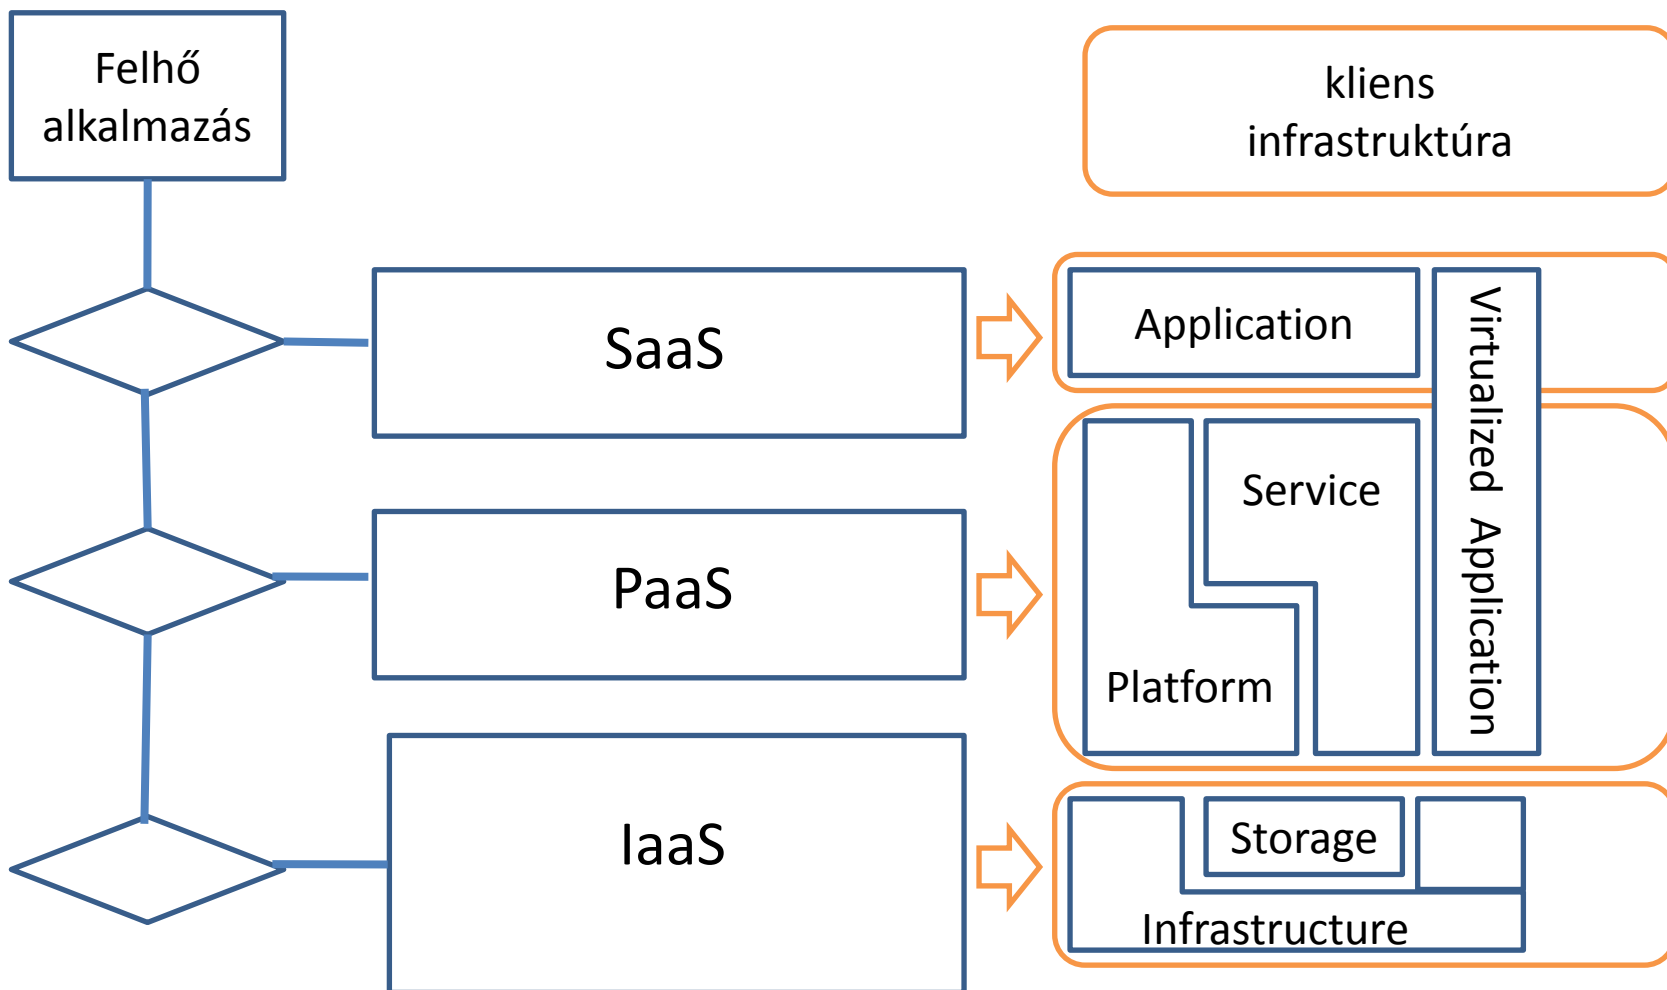 Felhő
alkalmazás
kliens
infrastruktúra
SaaS
Application
Virtualized Application
Service
PaaS
Platform
IaaS
Storage
Infrastructure